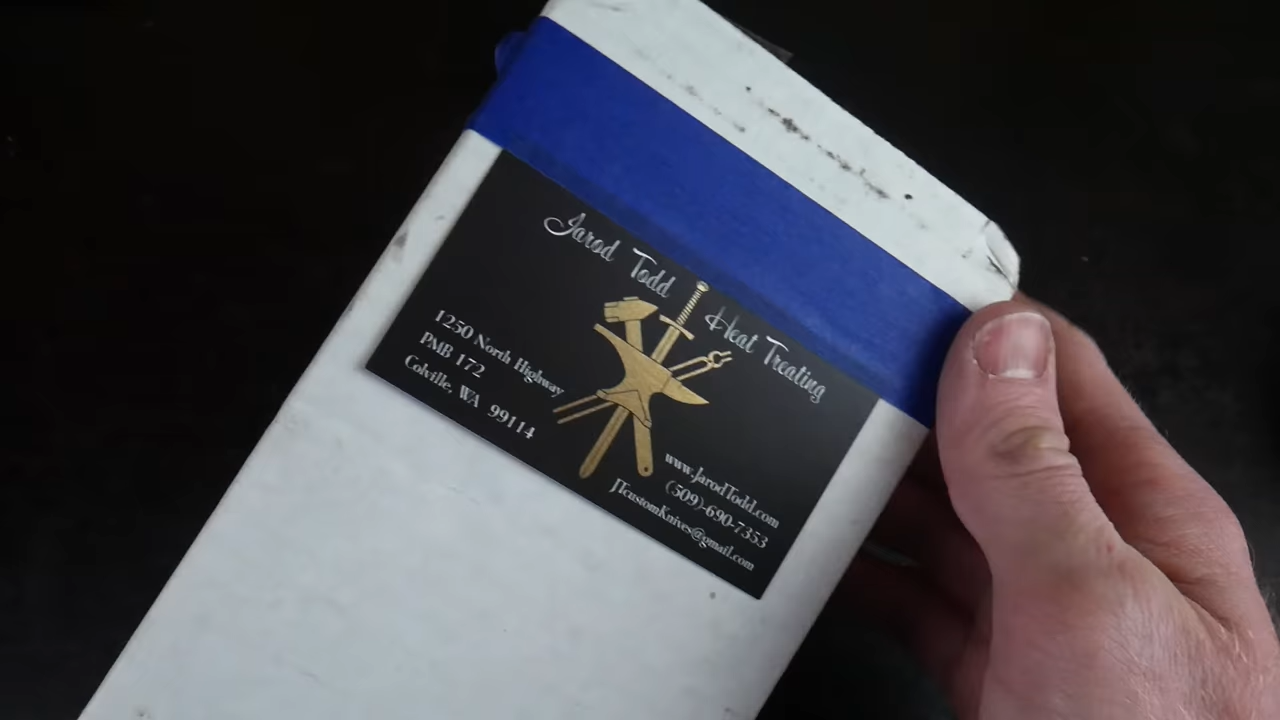 Jarod Todd Heat Treating
1250 North Highway
PMB 172
Colville, WA 99114
www.JarodTodd.com
(509)-690-7353
JTcustomKnives@gmail.com